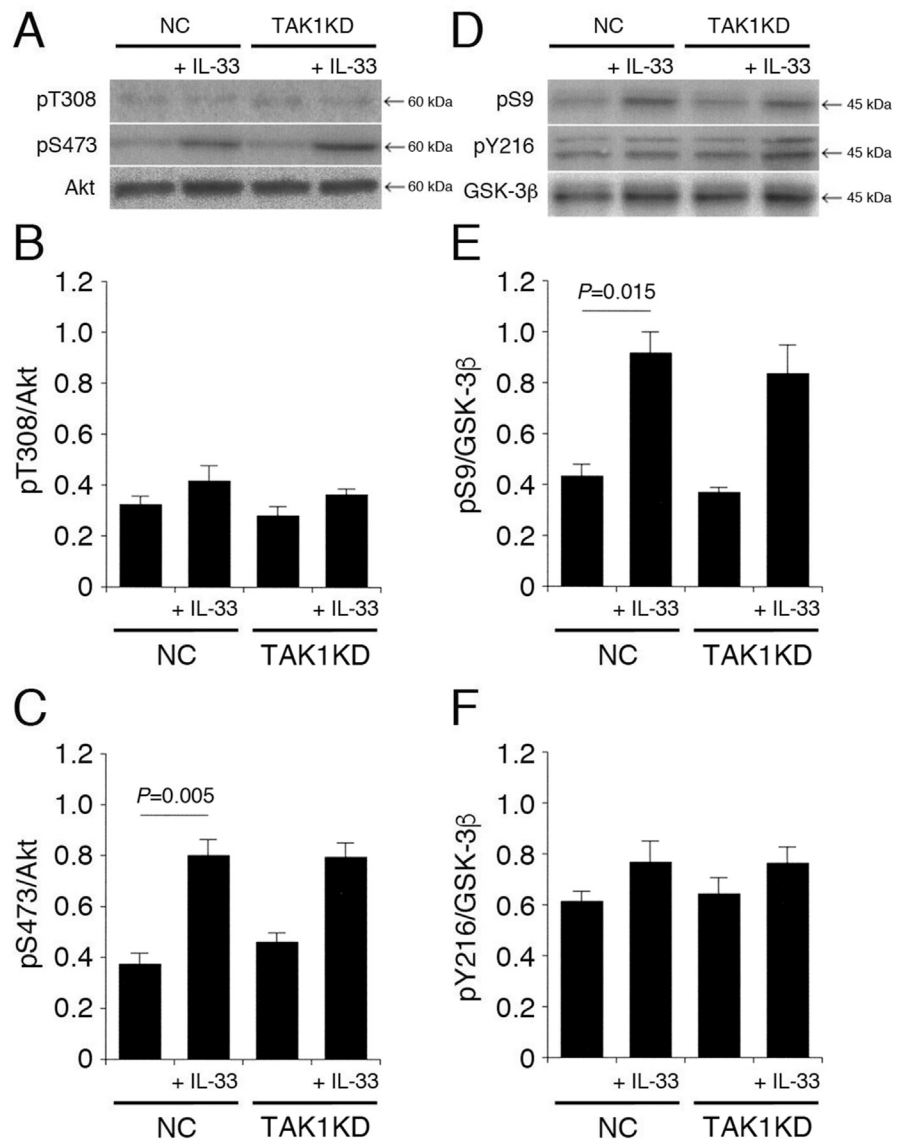 A
NC TAK1KD
+ IL-33 + IL-33
pT308 ← 60 kDa
pS473 ← 60 kDa
Akt ← 60 kDa
D
NC TAK1KD
+ IL-33 + IL-33
pS9 ← 45 kDa
pY216 ← 45 kDa
GSK-3β ← 45 kDa
B
pT308/Akt
1.2
1.0
0.8
0.6
0.4
0.2
0
+ IL-33 + IL-33
NC TAK1KD
E
pS9/GSK-3β
1.2
1.0
0.8
0.6
0.4
0.2
0
P=0.015
+ IL-33 + IL-33
NC TAK1KD
C
pS473/Akt
1.2
1.0
0.8
0.6
0.4
0.2
0
P=0.005
+ IL-33 + IL-33
NC TAK1KD
F
pY216/GSK-3β
1.2
1.0
0.8
0.6
0.4
0.2
0
+ IL-33 + IL-33
NC TAK1KD